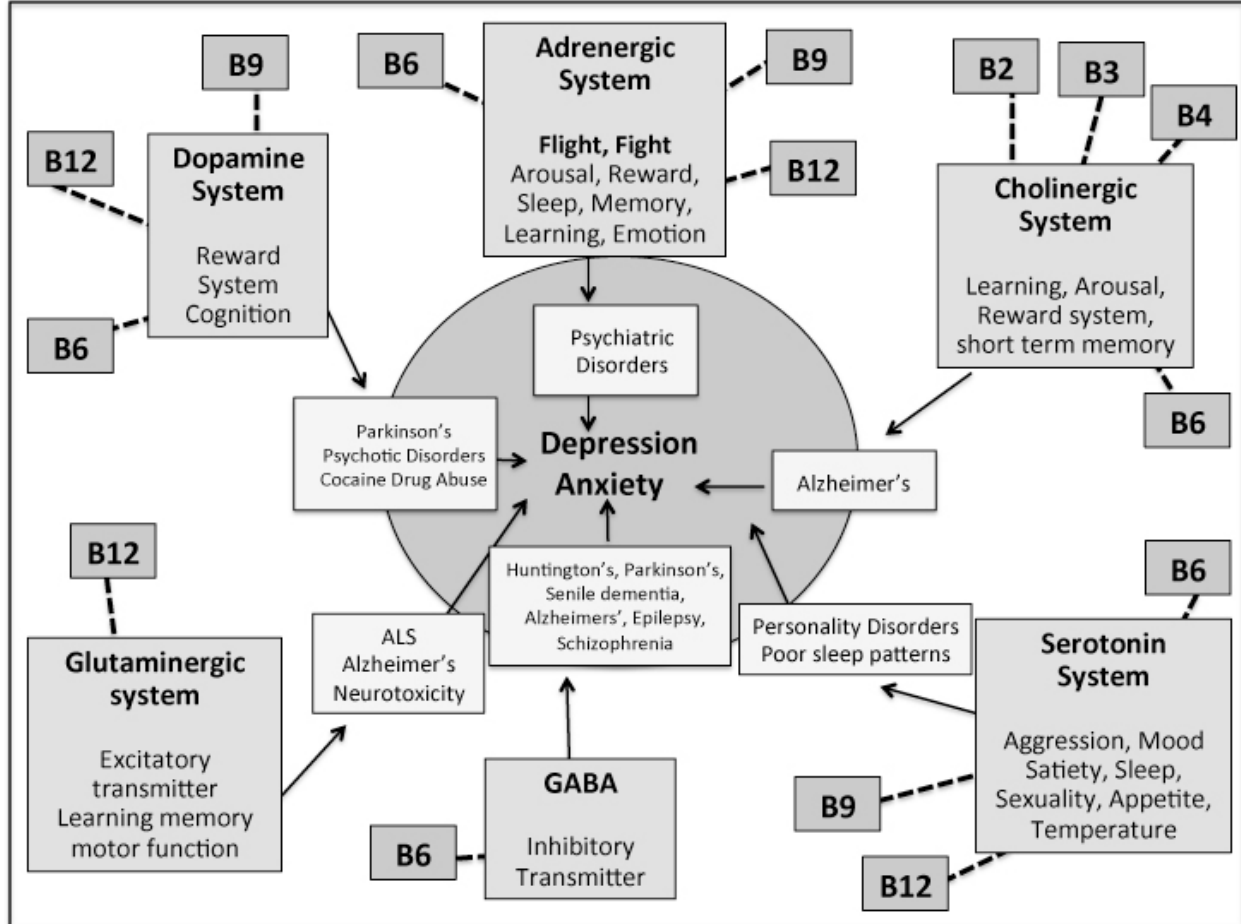 B9
B12
Dopamine
System
Reward
System
Cognition
B6
B6
Adrenergic
System
Flight, Fight
Arousal, Reward,
Sleep, Memory,
Learning, Emotion
B9
B12
B2
B3
B4
Cholinergic
System
Learning, Arousal,
Reward system,
short term memory
B6
Psychiatric
Disorders
Parkinson's
Psychotic Disorders
Cocaine Drug Abuse
Depression
Anxiety
Alzheimer's
B12
Glutaminergic
system
Excitatory
transmitter
Learning memory
motor function
ALS
Alzheimer's
Neurotoxicity
Huntington's, Parkinson's,
Senile dementia,
Alzheimers', Epilepsy,
Schizophrenia
Personality Disorders
Poor sleep patterns
B6
Serotonin
System
Aggression, Mood
Satiety, Sleep,
Sexuality, Appetite,
Temperature
B9
B12
GABA
Inhibitory
Transmitter
B6